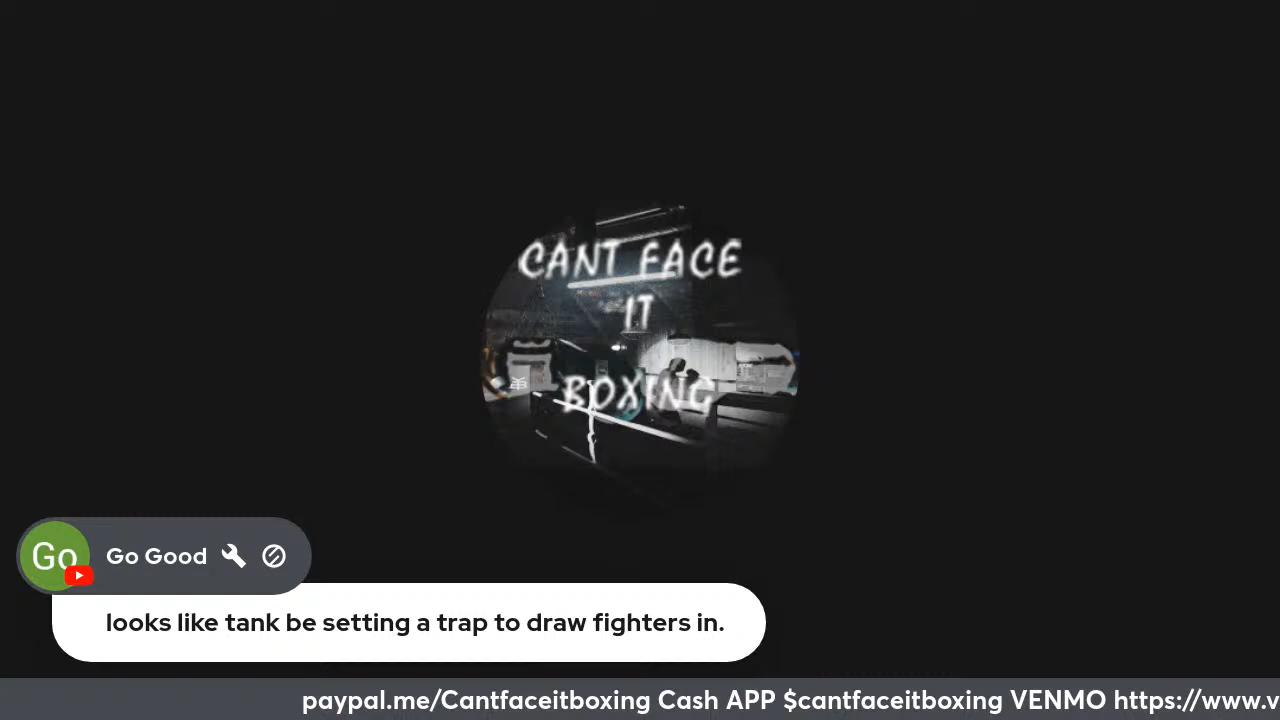 CANT FACE
IT
BOXING
Go
Go Good
looks like tank be setting a trap to draw fighters in.
paypal.me/Cantfaceitboxing Cash APP $cantfaceitboxing VENMO https://www.v